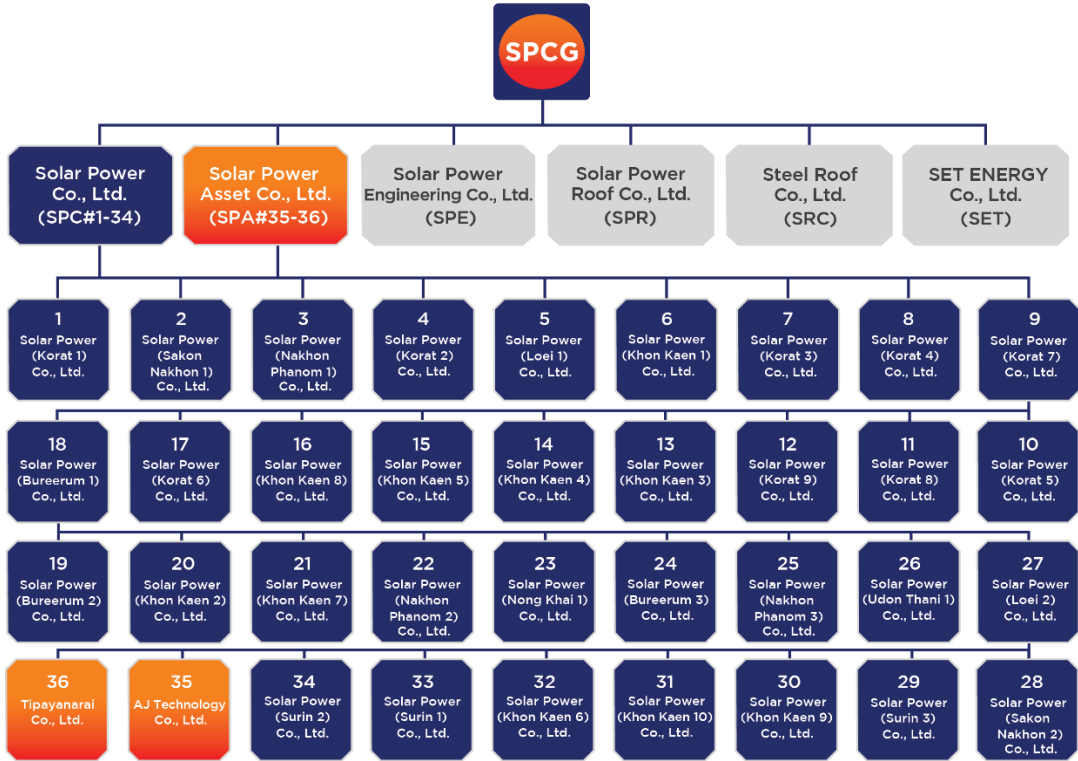 SPCG
Solar Power
Co., Ltd.
(SPC#1-34)
Solar Power
Asset Co., Ltd.
(SPA#35-36)
Solar Power
Engineering Co., Ltd.
(SPE)
Solar Power
Roof Co., Ltd.
(SPR)
Steel Roof
Co., Ltd.
(SRC)
SET ENERGY
Co., Ltd.
(SET)
1
Solar Power
(Korat 1)
Co., Ltd.
2
Solar Power
(Sakon
Nakhon 1)
Co., Ltd.
3
Solar Power
(Nakhon
Phanom 1)
Co., Ltd.
4
Solar Power
(Korat 2)
Co., Ltd.
5
Solar Power
(Loei 1)
Co., Ltd.
6
Solar Power
(Khon Kaen 1)
Co., Ltd.
7
Solar Power
(Korat 3)
Co., Ltd.
8
Solar Power
(Korat 4)
Co., Ltd.
9
Solar Power
(Korat 7)
Co., Ltd.
18
Solar Power
(Bureerum 1)
Co., Ltd.
17
Solar Power
(Korat 6)
Co., Ltd.
16
Solar Power
(Khon Kaen 8)
Co., Ltd.
15
Solar Power
(Khon Kaen 5)
Co., Ltd.
14
Solar Power
(Khon Kaen 4)
Co., Ltd.
13
Solar Power
(Khon Kaen 3)
Co., Ltd.
12
Solar Power
(Korat 9)
Co., Ltd.
11
Solar Power
(Korat 8)
Co., Ltd.
10
Solar Power
(Korat 5)
Co., Ltd.
19
Solar Power
(Bureerum 2)
Co., Ltd.
20
Solar Power
(Khon Kaen 2)
Co., Ltd.
21
Solar Power
(Khon Kaen 7)
Co., Ltd.
22
Solar Power
(Nakhon
Phanom 2)
Co., Ltd.
23
Solar Power
(Nong Khai 1)
Co., Ltd.
24
Solar Power
(Bureerum 3)
Co., Ltd.
25
Solar Power
(Nakhon
Phanom 3)
Co., Ltd.
26
Solar Power
(Udon Thani 1)
Co., Ltd.
27
Solar Power
(Loei 2)
Co., Ltd.
36
Tipayanarai
Co., Ltd.
35
AJ Technology
Co., Ltd.
34
Solar Power
(Surin 2)
Co., Ltd.
33
Solar Power
(Surin 1)
Co., Ltd.
32
Solar Power
(Khon Kaen 6)
Co., Ltd.
31
Solar Power
(Khon Kaen 10)
Co., Ltd.
30
Solar Power
(Khon Kaen 9)
Co., Ltd.
29
Solar Power
(Surin 3)
Co., Ltd.
28
Solar Power
(Sakon
Nakhon 2)
Co., Ltd.